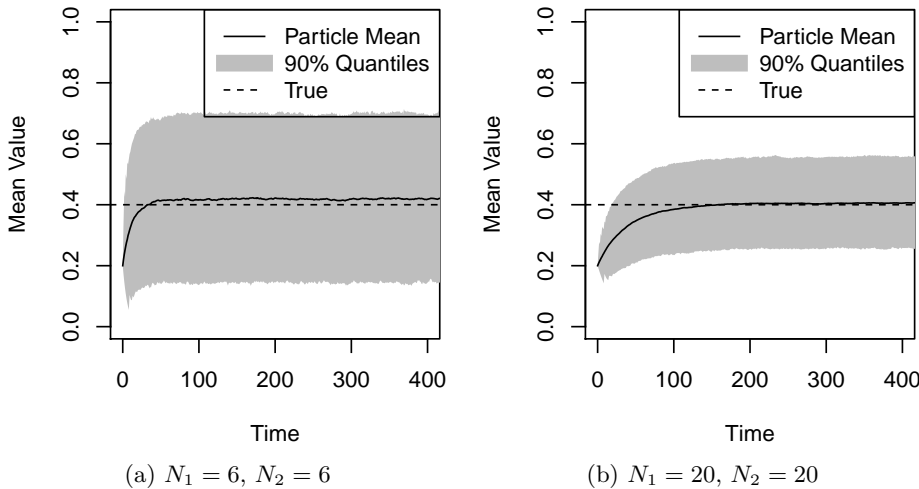 1.0
0.8
0.6
0.4
0.2
0.0
Mean Value
Particle Mean
90% Quantiles
True
0 100 200 300 400
Time
(a) N₁ = 6, N₂ = 6
1.0
0.8
0.6
0.4
0.2
0.0
Mean Value
Particle Mean
90% Quantiles
True
0 100 200 300 400
Time
(b) N₁ = 20, N₂ = 20